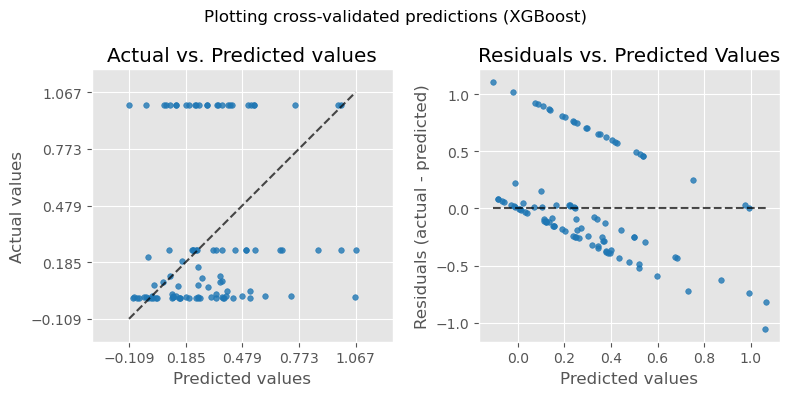 Plotting cross-validated predictions (XGBoost)
Actual vs. Predicted values
Actual values
1.067
0.773
0.479
0.185
−0.109
−0.109 0.185 0.479 0.773 1.067
Predicted values
Residuals vs. Predicted Values
Residuals (actual - predicted)
1.0
0.5
0.0
−0.5
−1.0
0.0 0.2 0.4 0.6 0.8 1.0
Predicted values